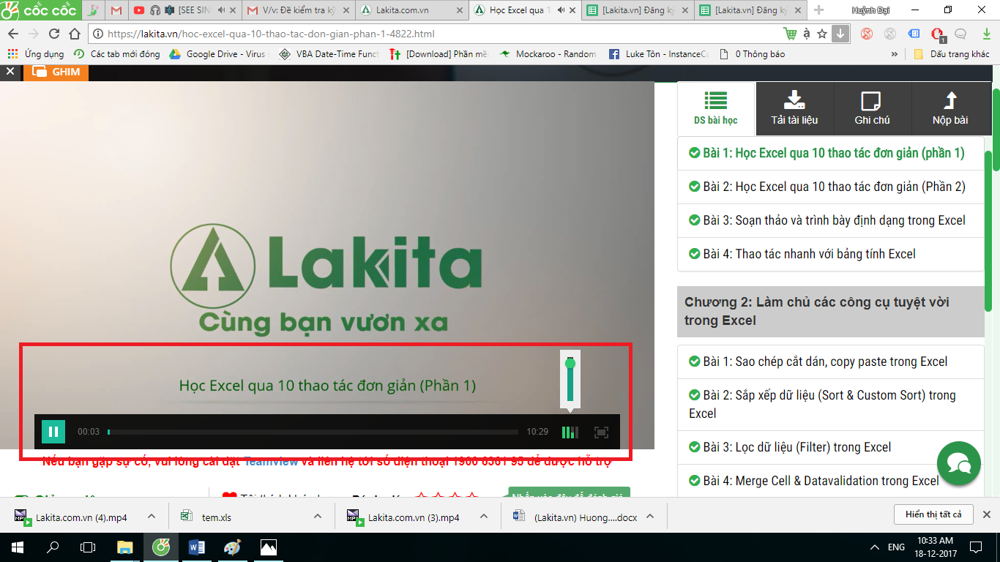 cốc cốc
[SEE SIN
V/v: Đề kiểm tra kỳ
Lakita.com.vn
Học Excel qua 1
[Lakita.vn] Đăng ký
[Lakita.vn] Đăng ký
Huỳnh Đại
https://lakita.vn/hoc-excel-qua-10-thao-tac-don-gian-phan-1-4822.html
à
1
Ứng dụng
Các tab mới đóng
Google Drive - Virus
VBA Date-Time Funct
[Download] Phần mề
Mockaroo - Random
Luke Tôn - InstanceCa
0 Thông báo
»
Dấu trang khác
GHIM
DS bài học
Tải tài liệu
Ghi chú
Nộp bài
Bài 1: Học Excel qua 10 thao tác đơn giản (phần 1)
Bài 2: Học Excel qua 10 thao tác đơn giản (Phần 2)
Bài 3: Soạn thảo và trình bày định dạng trong Excel
Bài 4: Thao tác nhanh với bảng tính Excel
Chương 2: Làm chủ các công cụ tuyệt vời
trong Excel
Bài 1: Sao chép cắt dán, copy paste trong Excel
Bài 2: Sắp xếp dữ liệu (Sort & Custom Sort) trong
Excel
Bài 3: Lọc dữ liệu (Filter) trong Excel
Bài 4: Merge Cell & Datavalidation trong Excel
Lakita
Cùng bạn vươn xa
Học Excel qua 10 thao tác đơn giản (Phần 1)
00:03
10:29
Nếu bạn gặp sự cố, vui lòng cài đặt Teamview và liên hệ tới số điện thoại 1900 6361 95 để được hỗ trợ
Nhấn vào đây để đánh giá
Lakita.com.vn (4).mp4
tem.xls
Lakita.com.vn (3).mp4
(Lakita.vn) Huong....docx
Hiển thị tất cả
ENG
10:33 AM
18-12-2017